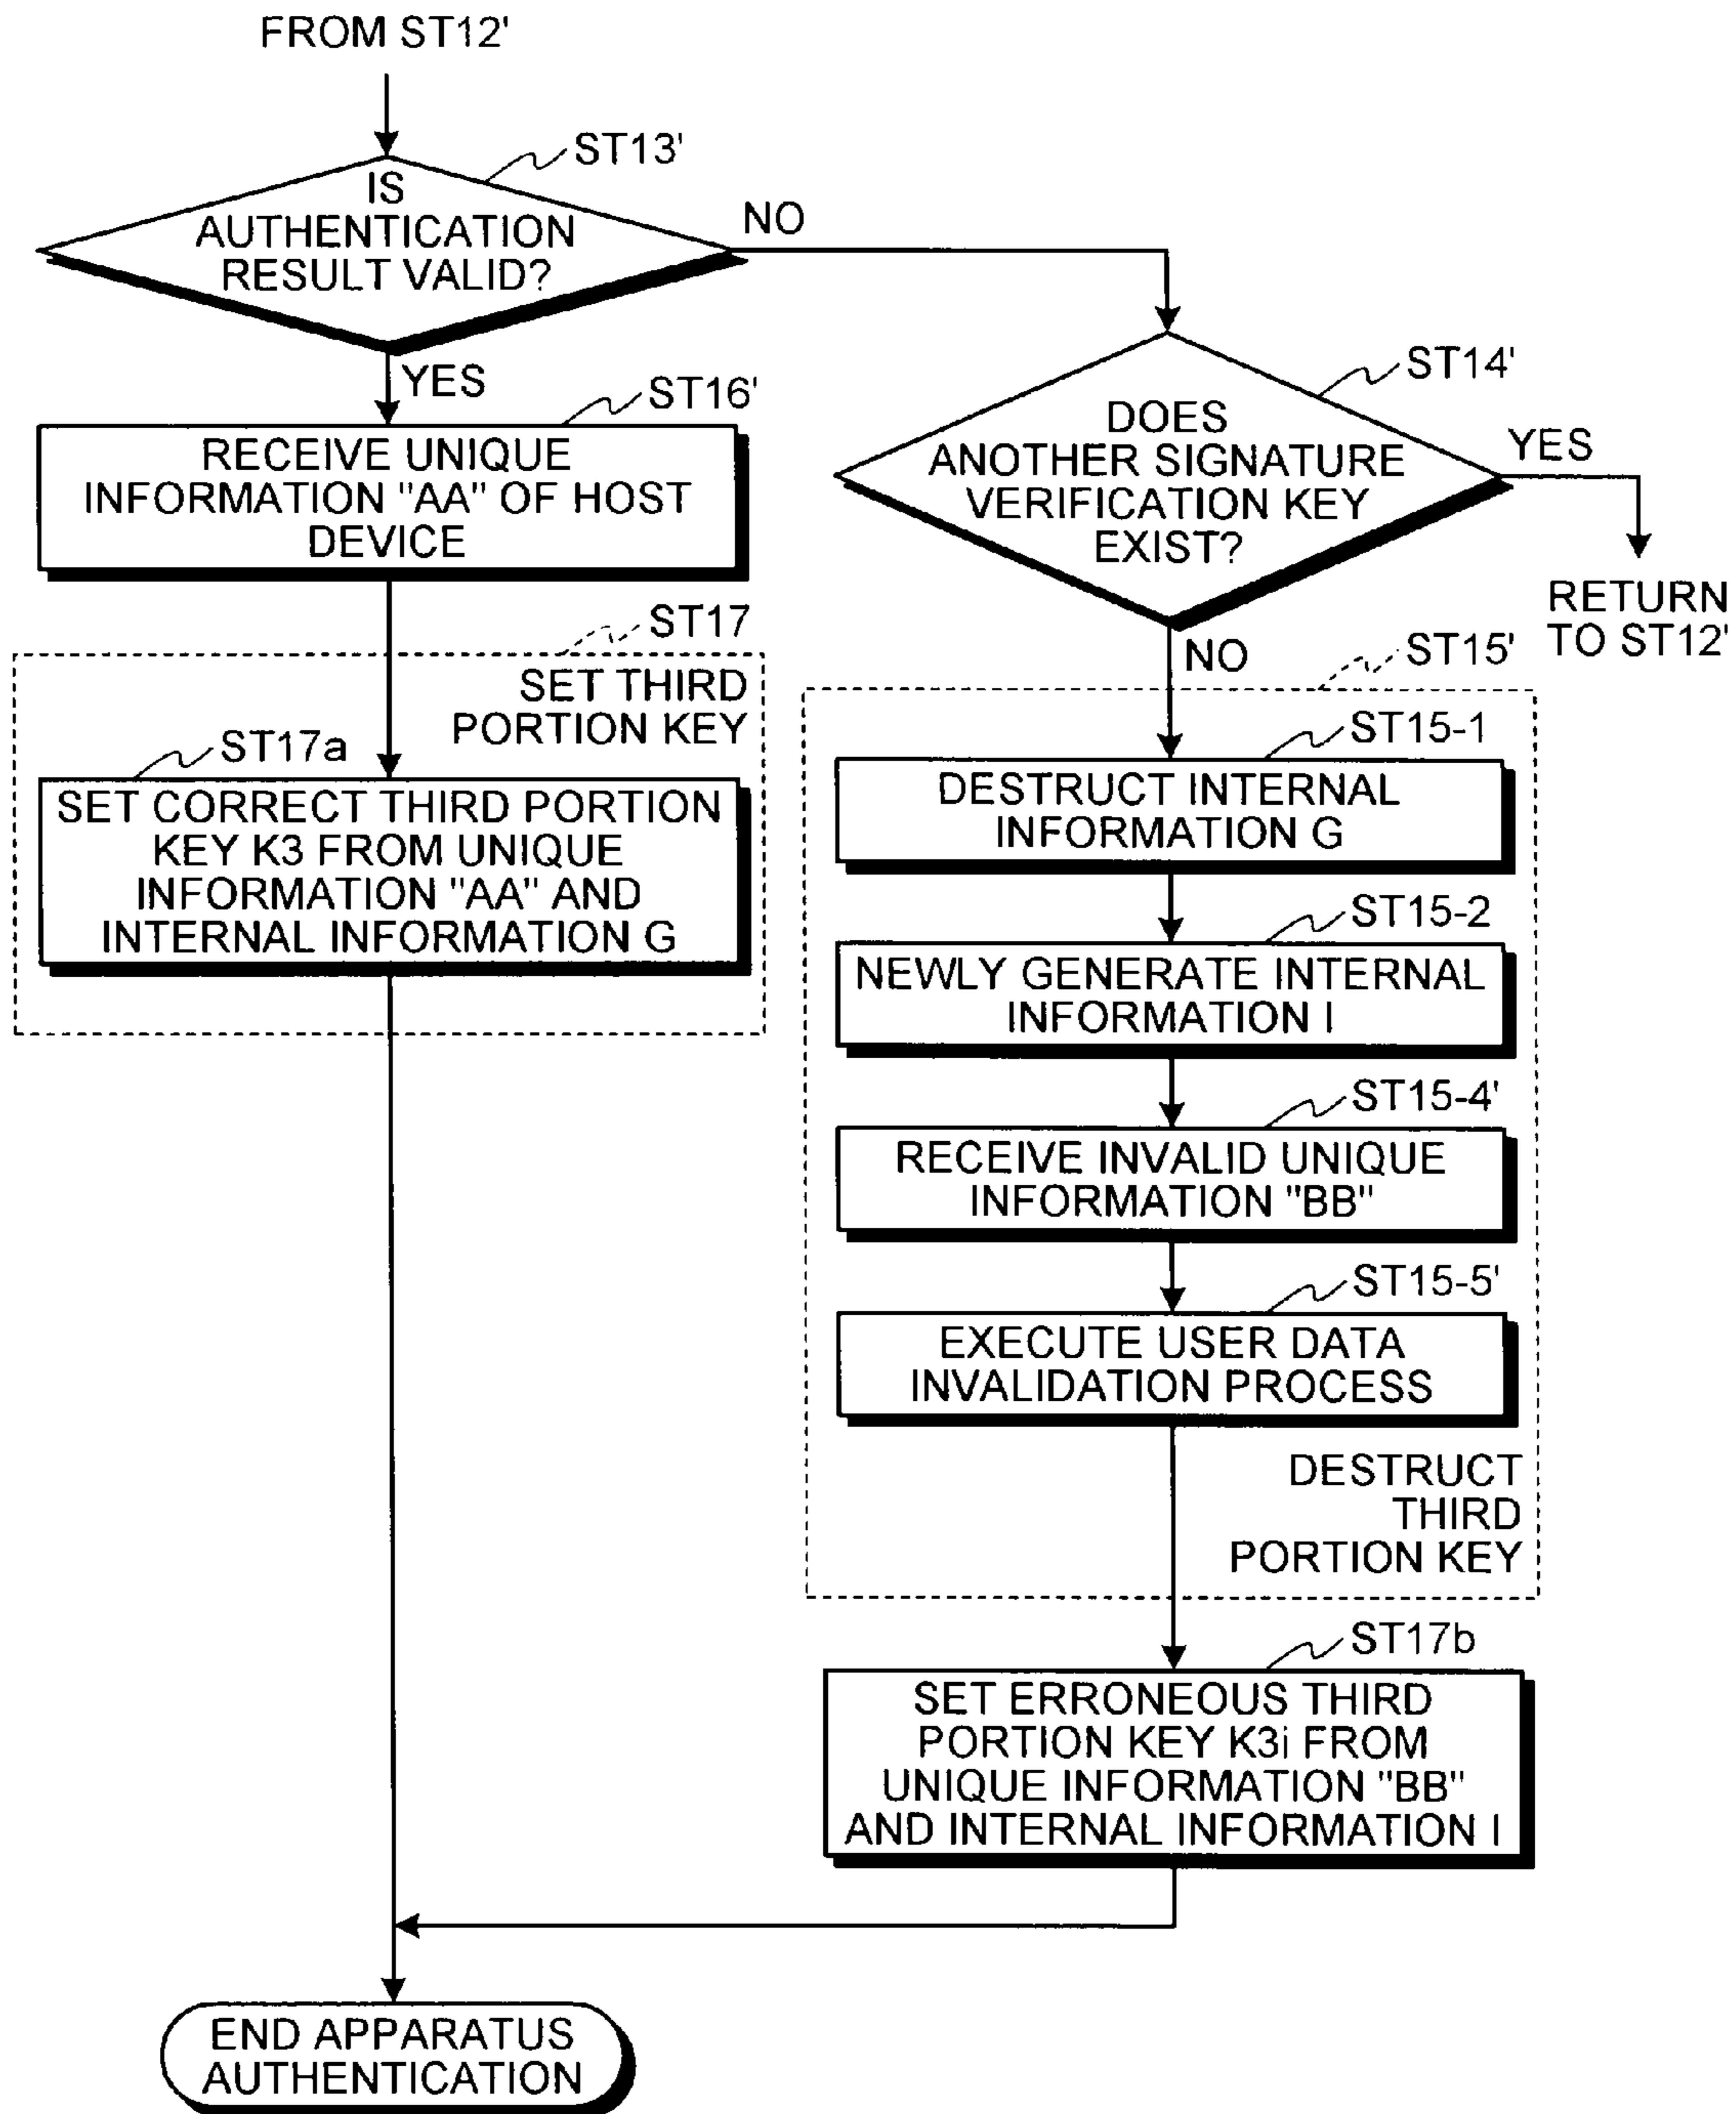 FROM ST12'
ST13'
IS
AUTHENTICATION
RESULT VALID?
NO
YES
ST16'
RECEIVE UNIQUE
INFORMATION "AA" OF HOST
DEVICE
ST17
SET THIRD
PORTION KEY
ST17a
SET CORRECT THIRD PORTION
KEY K3 FROM UNIQUE
INFORMATION "AA" AND
INTERNAL INFORMATION G
ST14'
DOES
ANOTHER SIGNATURE
VERIFICATION KEY
EXIST?
YES
RETURN
TO ST12'
NO
ST15'
ST15-1
DESTRUCT INTERNAL
INFORMATION G
ST15-2
NEWLY GENERATE INTERNAL
INFORMATION I
ST15-4'
RECEIVE INVALID UNIQUE
INFORMATION "BB"
ST15-5'
EXECUTE USER DATA
INVALIDATION PROCESS
DESTRUCT
THIRD
PORTION KEY
ST17b
SET ERRONEOUS THIRD
PORTION KEY K3i FROM
UNIQUE INFORMATION "BB"
AND INTERNAL INFORMATION I
END APPARATUS
AUTHENTICATION